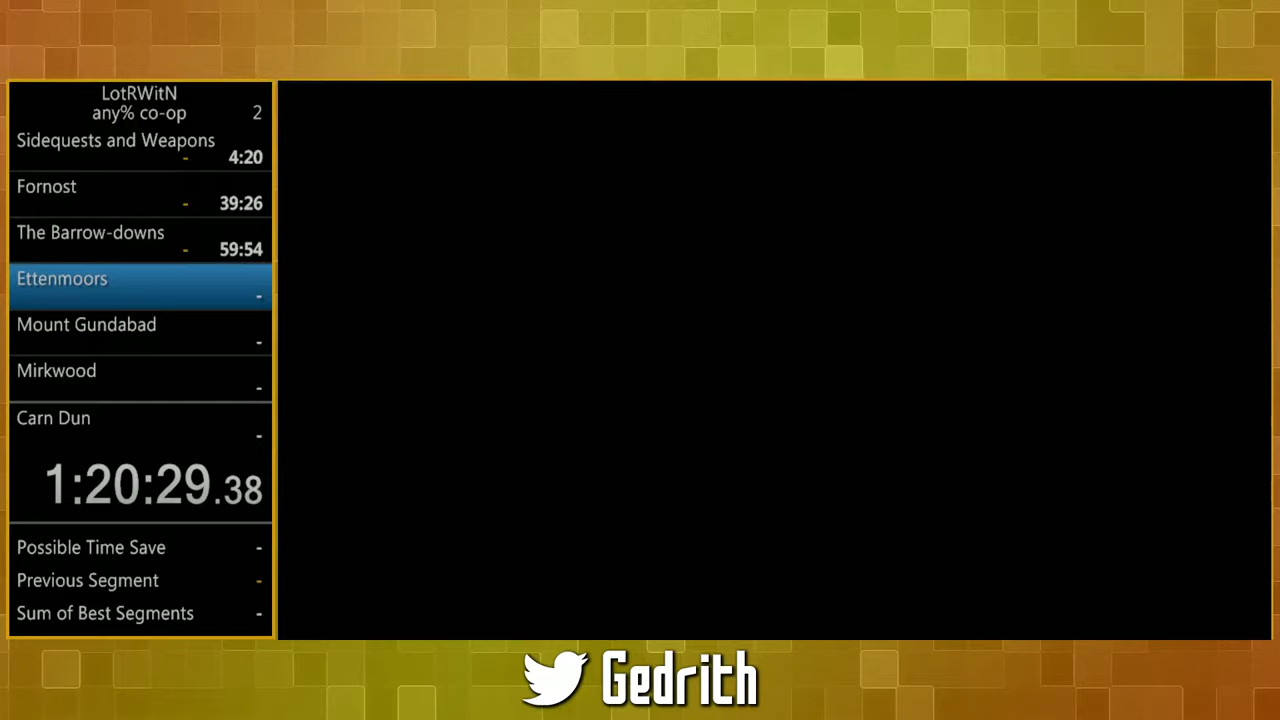 LotRWitN
any% co-op 2
Sidequests and Weapons
- 4:20
Fornost
- 39:26
The Barrow-downs
- 59:54
Ettenmoors
-
Mount Gundabad
-
Mirkwood
-
Carn Dun
-
1:20:29.38
Possible Time Save -
Previous Segment -
Sum of Best Segments -
Gedrith